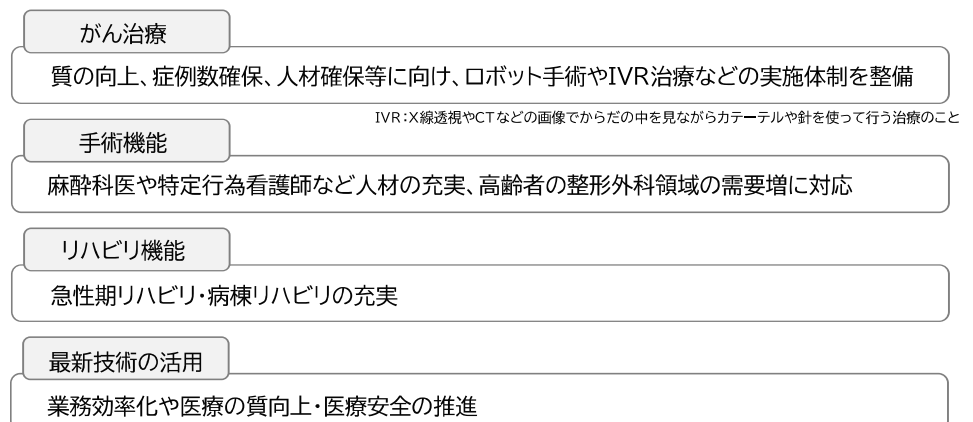 がん治療
質の向上、症例数確保、人材確保等に向け、ロボット手術やIVR治療などの実施体制を整備
IVR：X線透視やCTなどの画像でからだの中を見ながらカテーテルや針を使って行う治療のこと
手術機能
麻酔科医や特定行為看護師など人材の充実、高齢者の整形外科領域の需要増に対応
リハビリ機能
急性期リハビリ・病棟リハビリの充実
最新技術の活用
業務効率化や医療の質向上・医療安全の推進